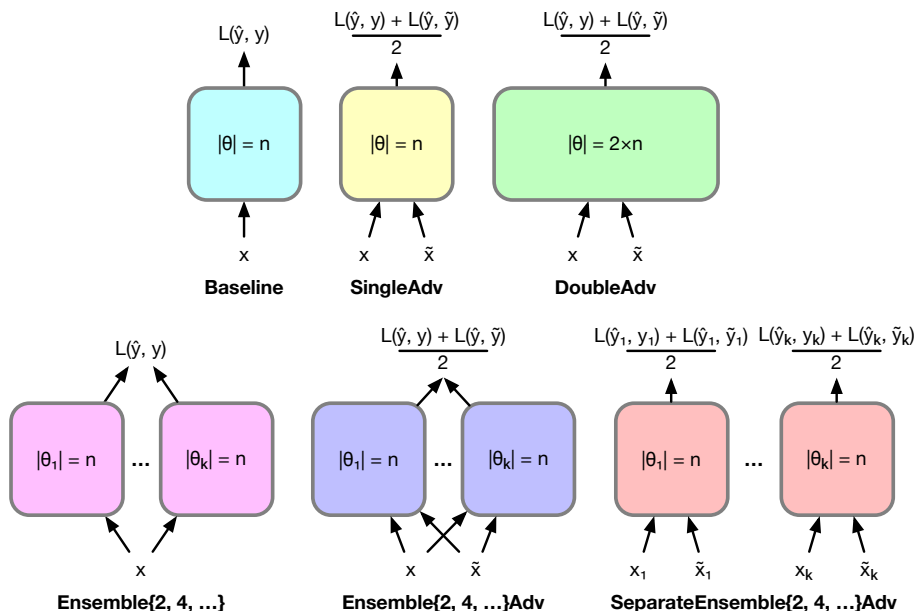 L(ŷ, y)
L(ŷ, y) + L(ŷ, ỹ)
2
L(ŷ, y) + L(ŷ, ỹ)
2
|θ| = n
|θ| = n
|θ| = 2×n
x
x x̃
x x̃
Baseline
SingleAdv
DoubleAdv
L(ŷ, y)
L(ŷ, y) + L(ŷ, ỹ)
2
L(ŷ₁, y₁) + L(ŷ₁, ỹ₁)
2
L(ŷₖ, yₖ) + L(ŷₖ, ỹₖ)
2
|θ₁| = n ... |θₖ| = n
|θ₁| = n ... |θₖ| = n
|θ₁| = n ... |θₖ| = n
x
x x̃
x₁ x̃₁
xₖ x̃ₖ
Ensemble{2, 4, ...}
Ensemble{2, 4, ...}Adv
SeparateEnsemble{2, 4, ...}Adv